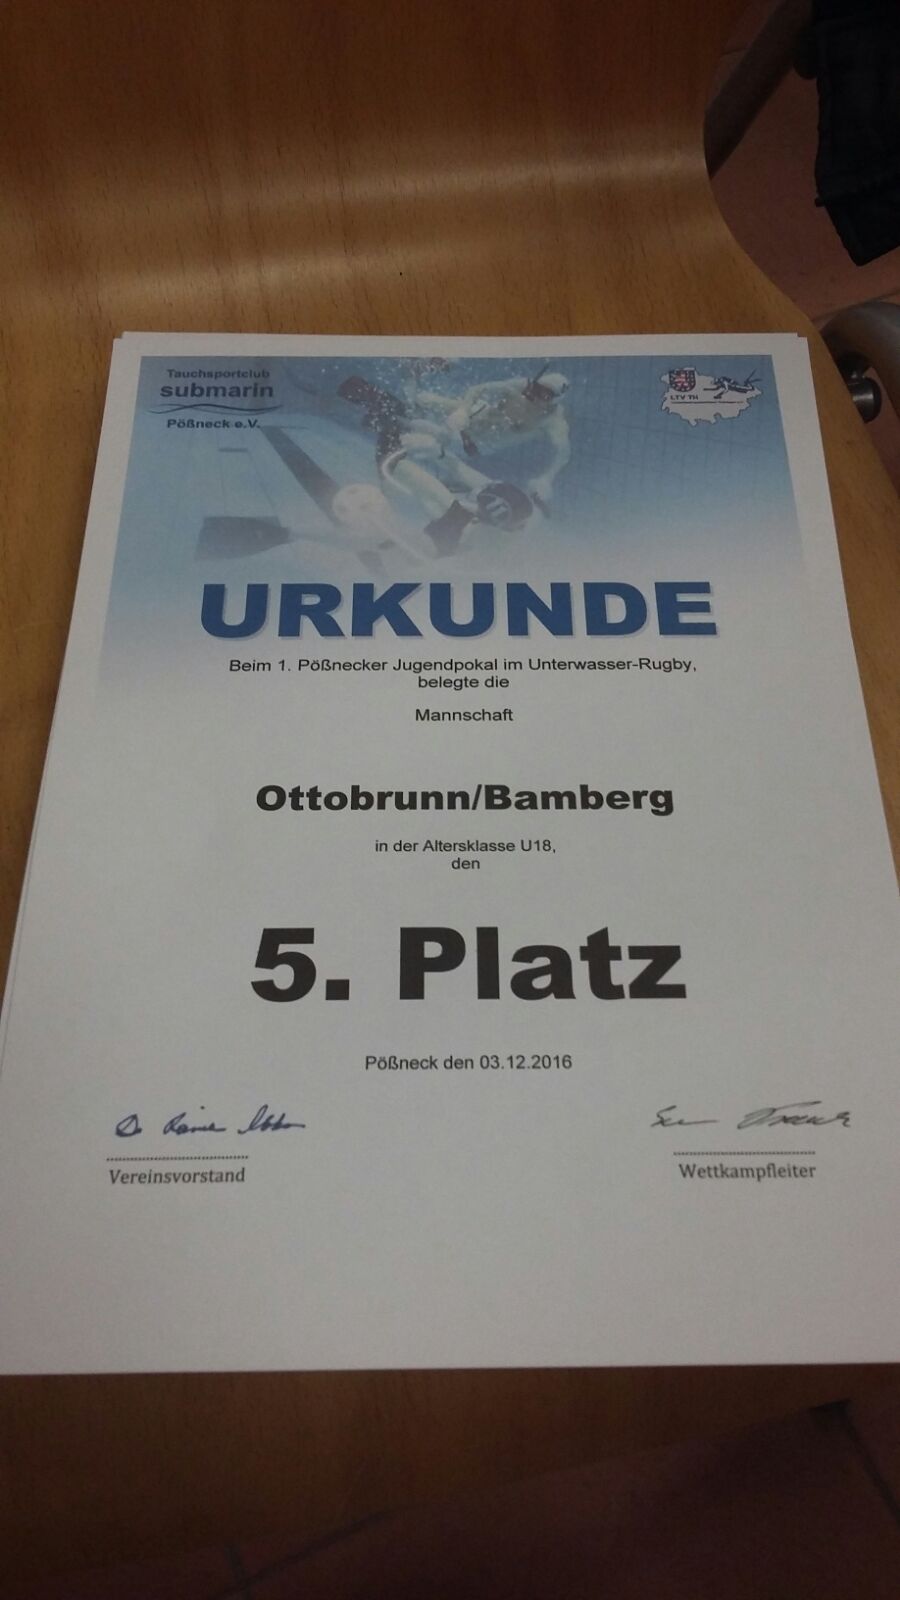 Tauchsportclub
submarin
Pößneck e.V.
LTV TH
URKUNDE
Beim 1. Pößnecker Jugendpokal im Unterwasser-Rugby,
belegte die
Mannschaft
Ottobrunn/Bamberg
in der Altersklasse U18,
den
5. Platz
Pößneck den 03.12.2016
Vereinsvorstand
Wettkampfleiter